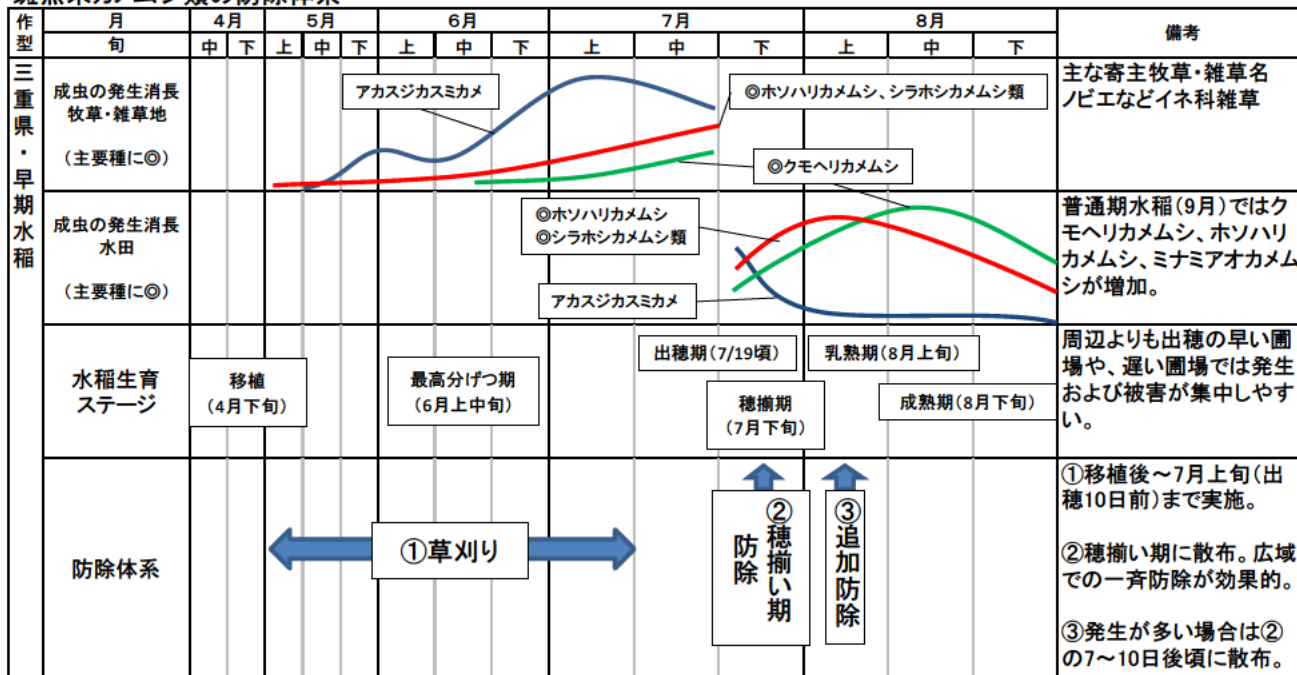 斑点米カメムシ類の防除体系
作型
月
4月
5月
6月
7月
8月
備考
旬
中
下
上
中
下
上
中
下
上
中
下
上
中
下
三重県・早期水稲
成虫の発生消長
牧草・雑草地
(主要種に◎)
アカスジカスミカメ
◎ホソハリカメムシ、シラホシカメムシ類
◎クモヘリカメムシ
主な寄主牧草・雑草名
ノビエなどイネ科雑草
成虫の発生消長
水田
(主要種に◎)
◎ホソハリカメムシ
◎シラホシカメムシ類
アカスジカスミカメ
普通期水稲(9月)ではク
モヘリカメムシ、ホソハリ
カメムシ、ミナミアオカメム
シが増加。
水稲生育
ステージ
移植
(4月下旬)
最高分げつ期
(6月上中旬)
出穂期(7/19頃)
穂揃期
(7月下旬)
乳熟期(8月上旬)
成熟期(8月下旬)
周辺よりも出穂の早い圃
場や、遅い圃場では発生
および被害が集中しやす
い。
防除体系
①草刈り
②穂揃い期
防除
③追加防除
①移植後～7月上旬(出
穂10日前)まで実施。
②穂揃い期に散布。広域
での一斉防除が効果的。
③発生が多い場合は②
の7～10日後頃に散布。